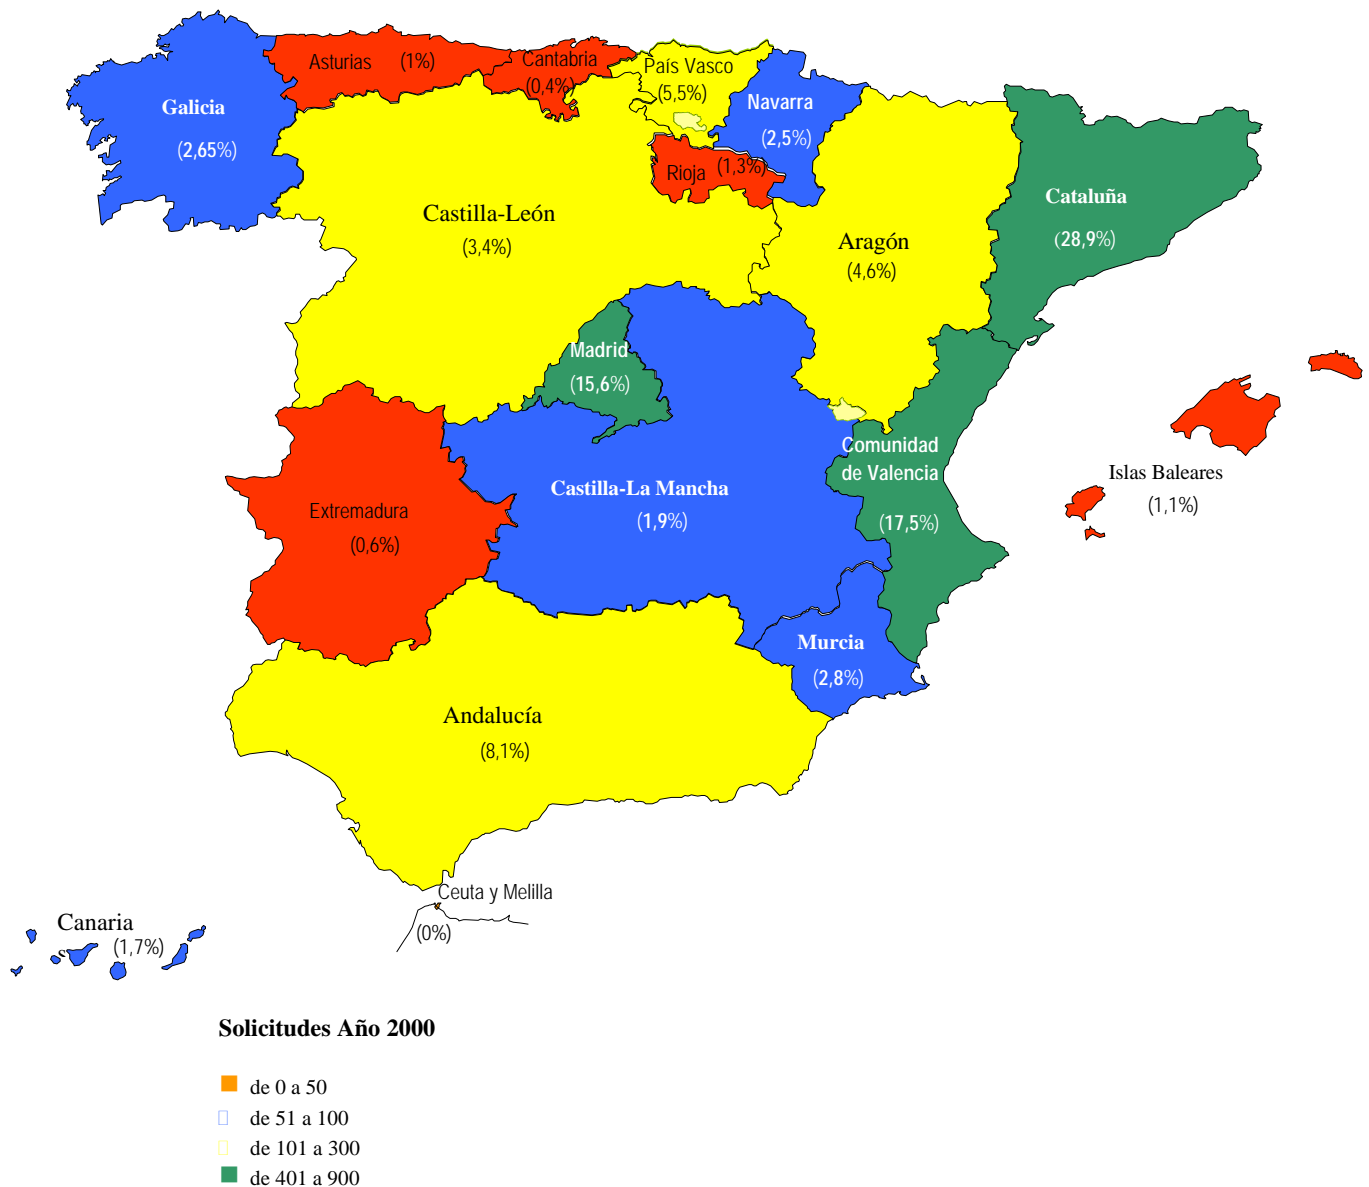 Asturias (1%)
Cantabria
(0,4%)
País Vasco
(5,5%)
Galicia
(2,65%)
Navarra
(2,5%)
Rioja (1,3%)
Castilla-León
(3,4%)
Aragón
(4,6%)
Cataluña
(28,9%)
Madrid
(15,6%)
Comunidad
de Valencia
(17,5%)
Islas Baleares
(1,1%)
Castilla-La Mancha
(1,9%)
Extremadura
(0,6%)
Murcia
(2,8%)
Andalucía
(8,1%)
Ceuta y Melilla
(0%)
Canaria
s (1,7%)
Solicitudes Año 2000
de 0 a 50
de 51 a 100
de 101 a 300
de 401 a 900